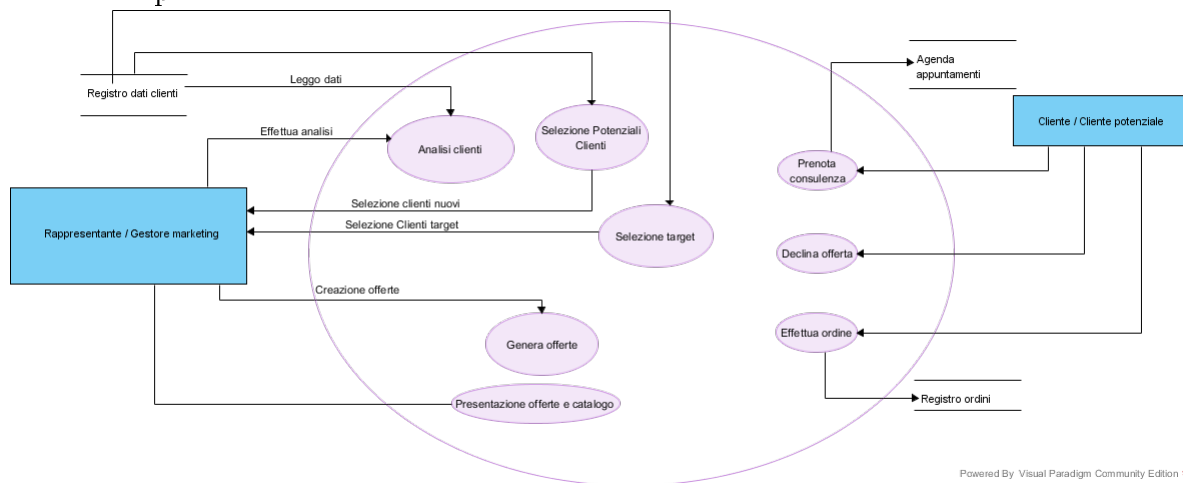 Agenda
appuntamenti
Leggo dati
Registro dati clienti
Cliente / Cliente potenziale
Effettua analisi
Selezione Potenziali
Clienti
Analisi clienti
Prenota
consulenza
Selezione clienti nuovi
Selezione Clienti target
Rappresentante / Gestore marketing
Selezione target
Declina offerta
Creazione offerte
Effettua ordine
Genera offerte
Registro ordini
Presentazione offerte e catalogo
Powered By Visual Paradigm Community Edition